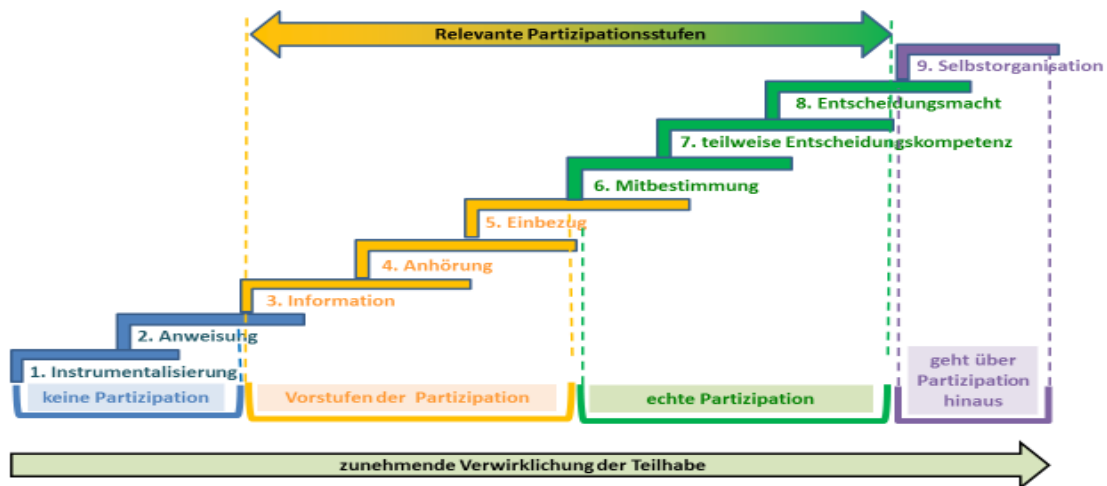 Relevante Partizipationsstufen
9. Selbstorganisation
8. Entscheidungsmacht
7. teilweise Entscheidungskompetenz
6. Mitbestimmung
5. Einbezug
4. Anhörung
3. Information
2. Anweisung
1. Instrumentalisierung
keine Partizipation
Vorstufen der Partizipation
echte Partizipation
geht über
Partizipation
hinaus
zunehmende Verwirklichung der Teilhabe